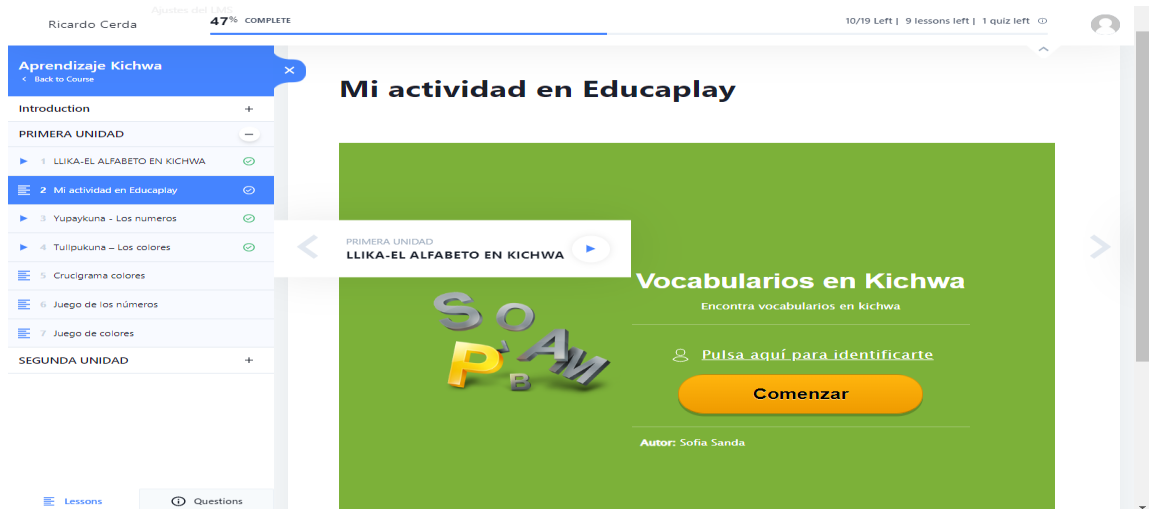 Ajustes del LMS
Ricardo Cerda
47% COMPLETE
10/19 Left | 9 lessons left | 1 quiz left
Aprendizaje Kichwa
< Back to Course
Introduction
PRIMERA UNIDAD
1 LLIKA-EL ALFABETO EN KICHWA
2 Mi actividad en Educaplay
3 Yupaykuna - Los numeros
4 Tullpukuna – Los colores
5 Crucigrama colores
6 Juego de los números
7 Juego de colores
SEGUNDA UNIDAD
Lessons
Questions
Mi actividad en Educaplay
PRIMERA UNIDAD
LLIKA-EL ALFABETO EN KICHWA
SOPA
Vocabularios en Kichwa
Encontra vocabularios en kichwa
Pulsa aquí para identificarte
Comenzar
Autor: Sofia Sanda